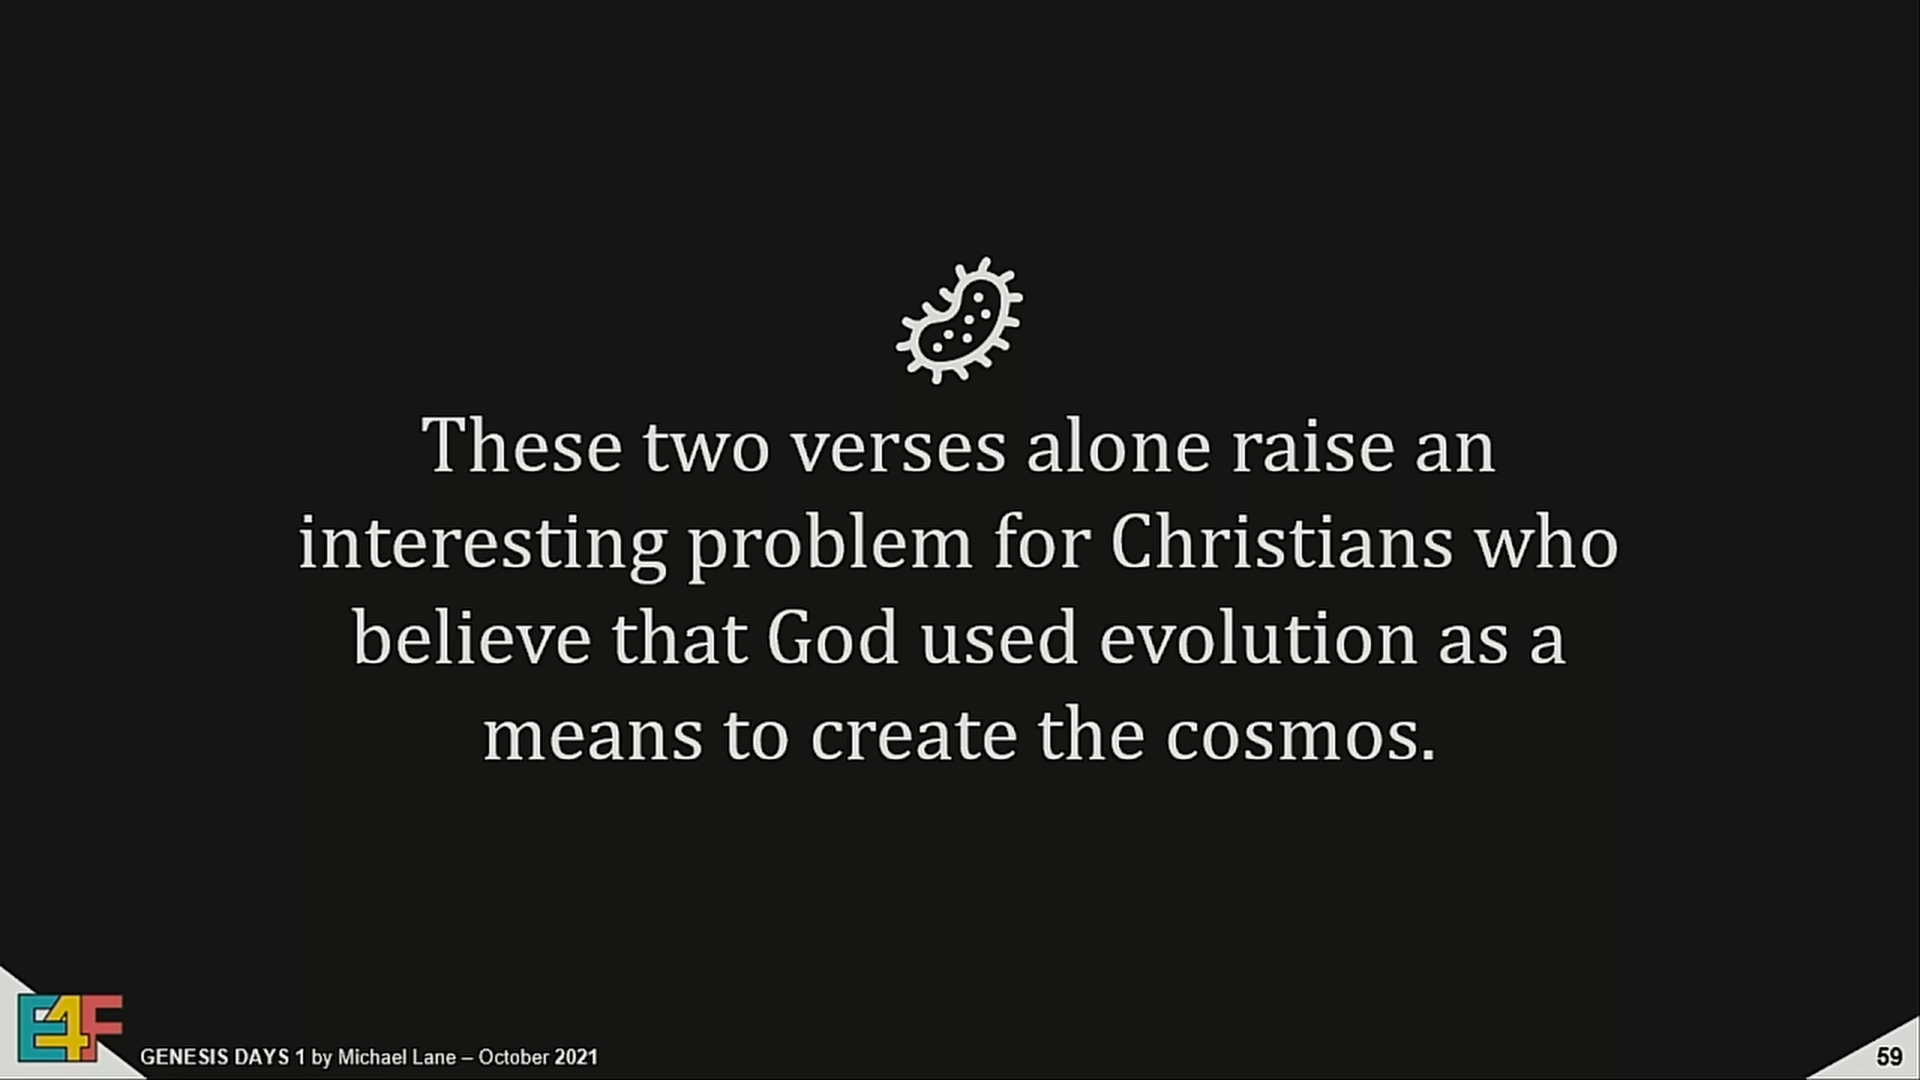 These two verses alone raise an
interesting problem for Christians who
believe that God used evolution as a
means to create the cosmos.
E4F
GENESIS DAYS 1 by Michael Lane – October 2021
59